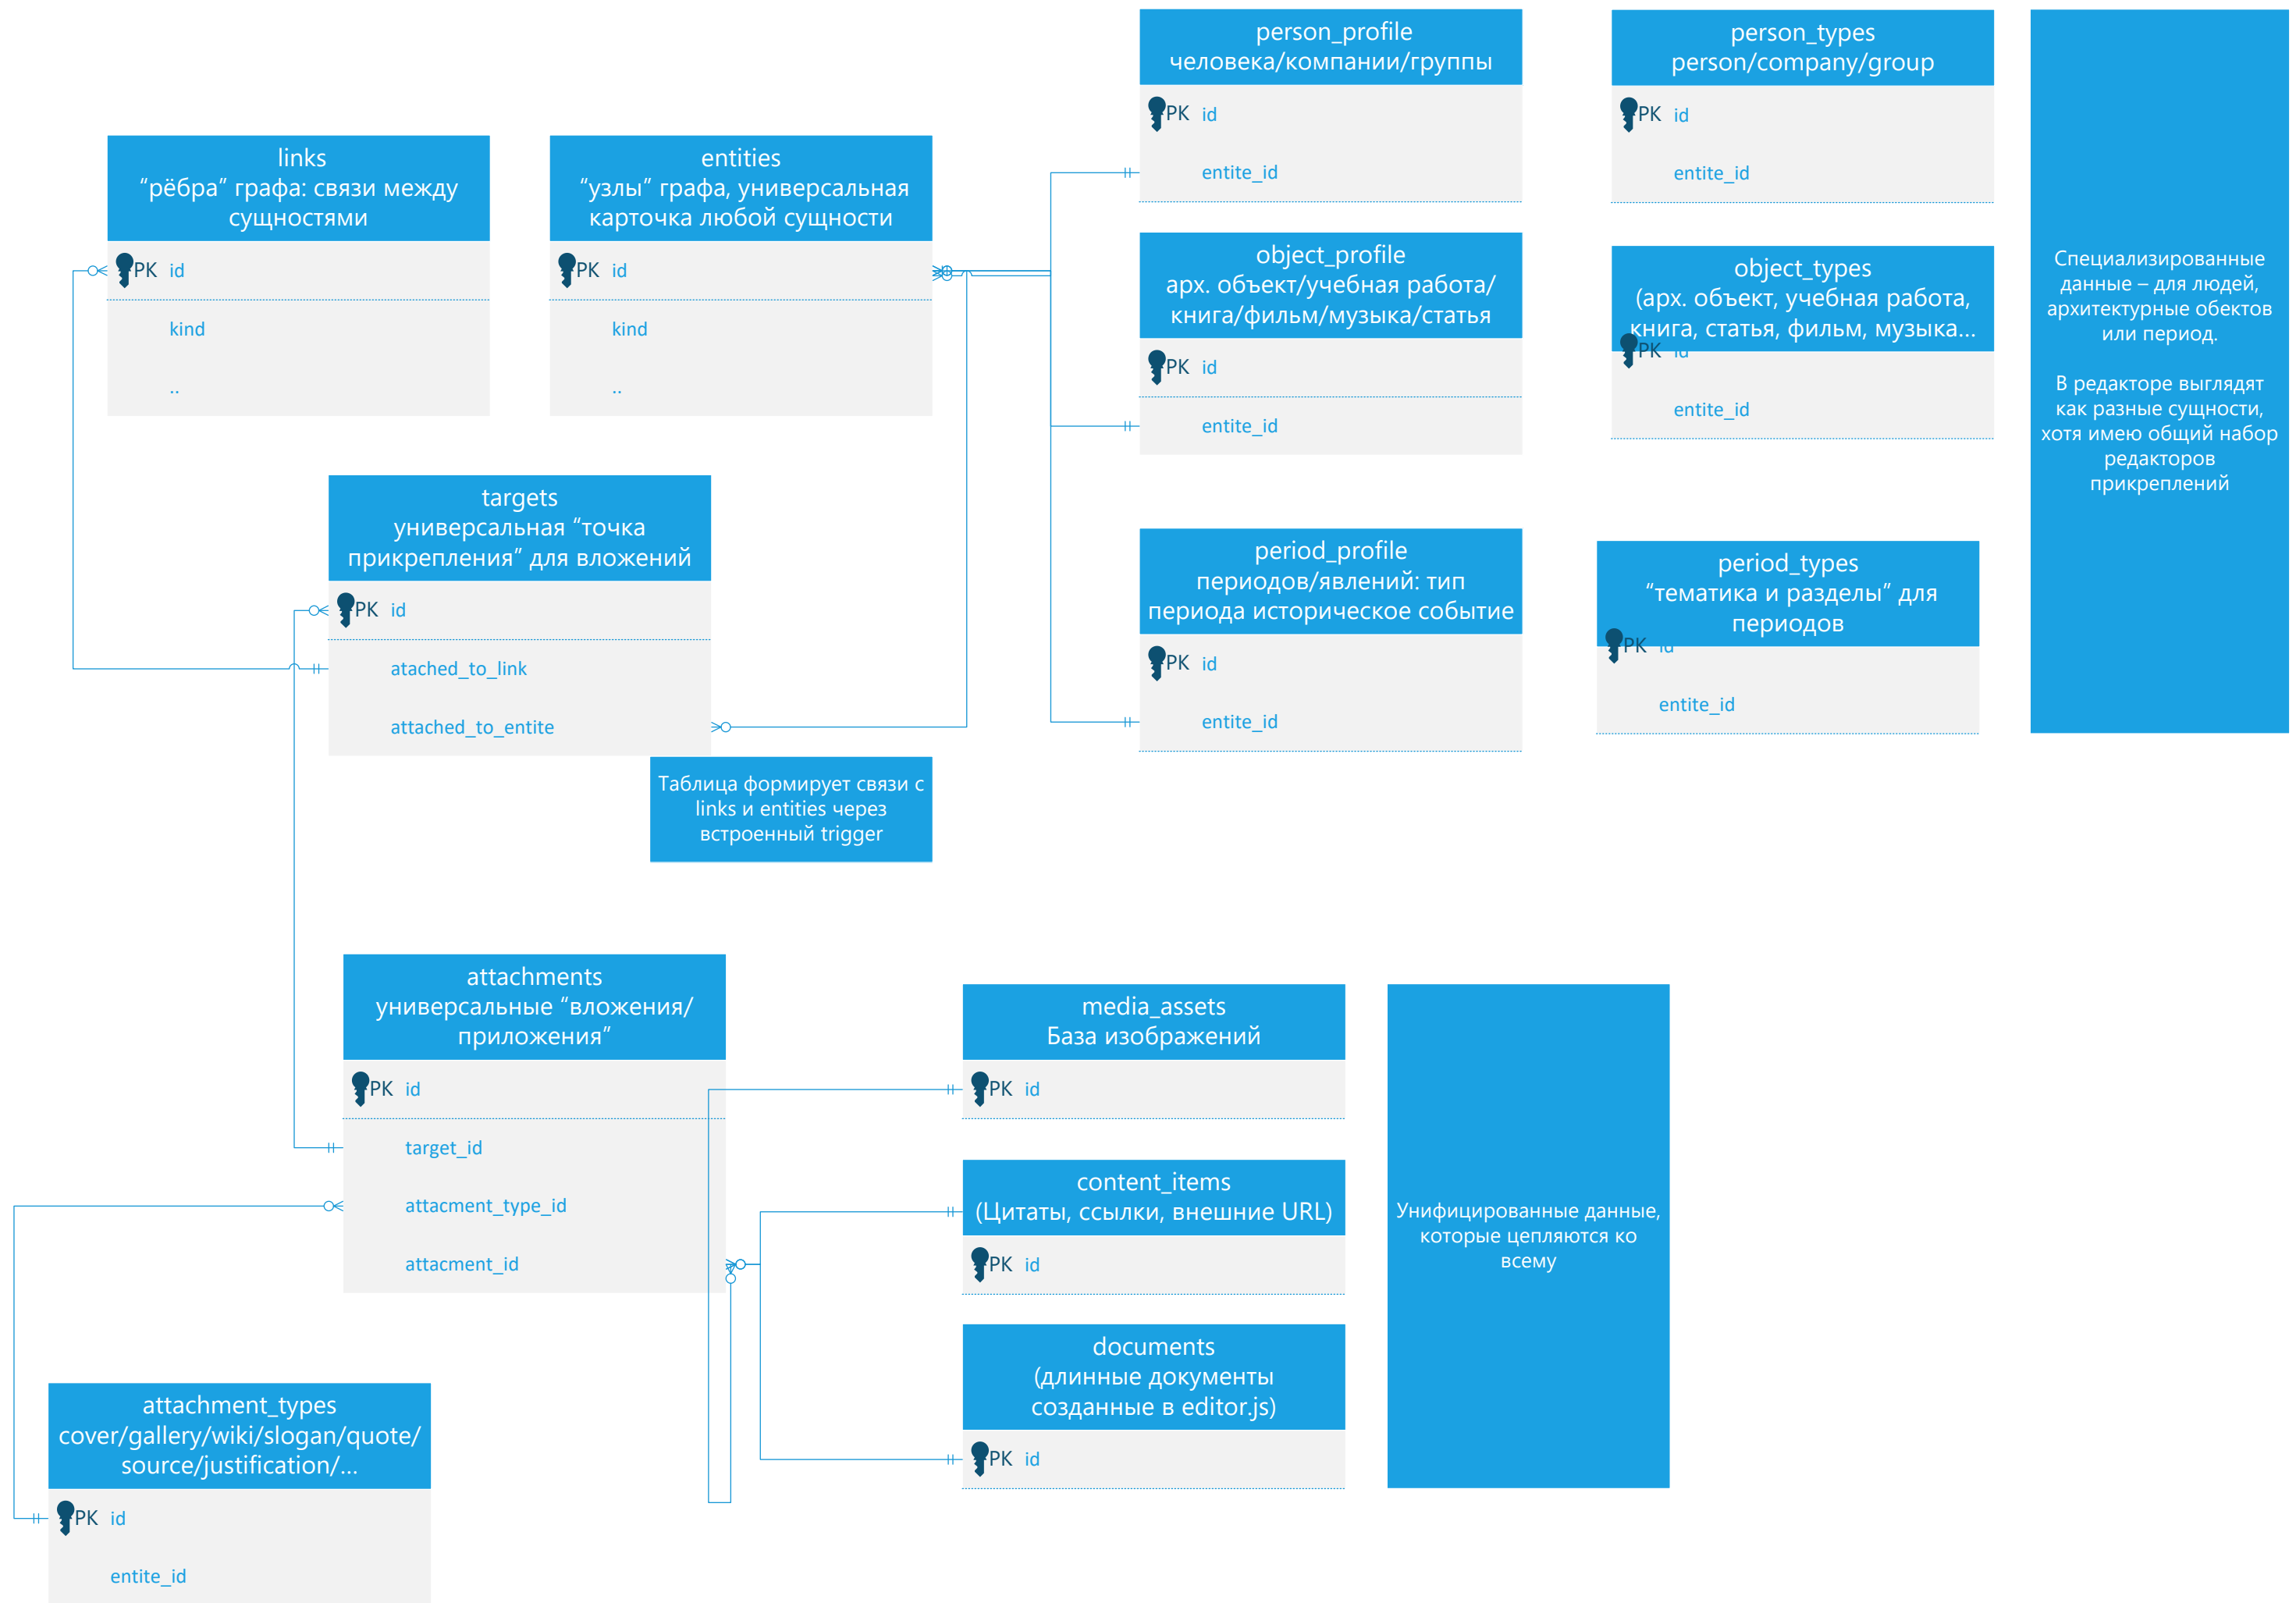 person_profile
человека/компании/группы
PK id
entite_id
person_types
person/company/group
PK id
entite_id
links
“рёбра” графа: связи между
сущностями
PK id
kind
..
entities
“узлы” графа, универсальная
карточка любой сущности
PK id
kind
..
object_profile
арх. объект/учебная работа/
книга/фильм/музыка/статья
PK id
entite_id
object_types
(арх. объект, учебная работа,
книга, статья, фильм, музыка...
PK id
entite_id
Специализированные
данные – для людей,
архитектурные обектов
или период.
В редакторе выглядят
как разные сущности,
хотя имею общий набор
редакторов
прикреплений
targets
универсальная “точка
прикрепления” для вложений
PK id
atached_to_link
attached_to_entite
Таблица формирует связи с
links и entities через
встроенный trigger
period_profile
периодов/явлений: тип
периода историческое событие
PK id
entite_id
period_types
“тематика и разделы” для
периодов
PK id
entite_id
attachments
универсальные “вложения/
приложения”
PK id
target_id
attacment_type_id
attacment_id
media_assets
База изображений
PK id
content_items
(Цитаты, ссылки, внешние URL)
PK id
documents
(длинные документы
созданные в editor.js)
PK id
Унифицированные данные,
которые цепляются ко
всему
attachment_types
cover/gallery/wiki/slogan/quote/
source/justification/...
PK id
entite_id